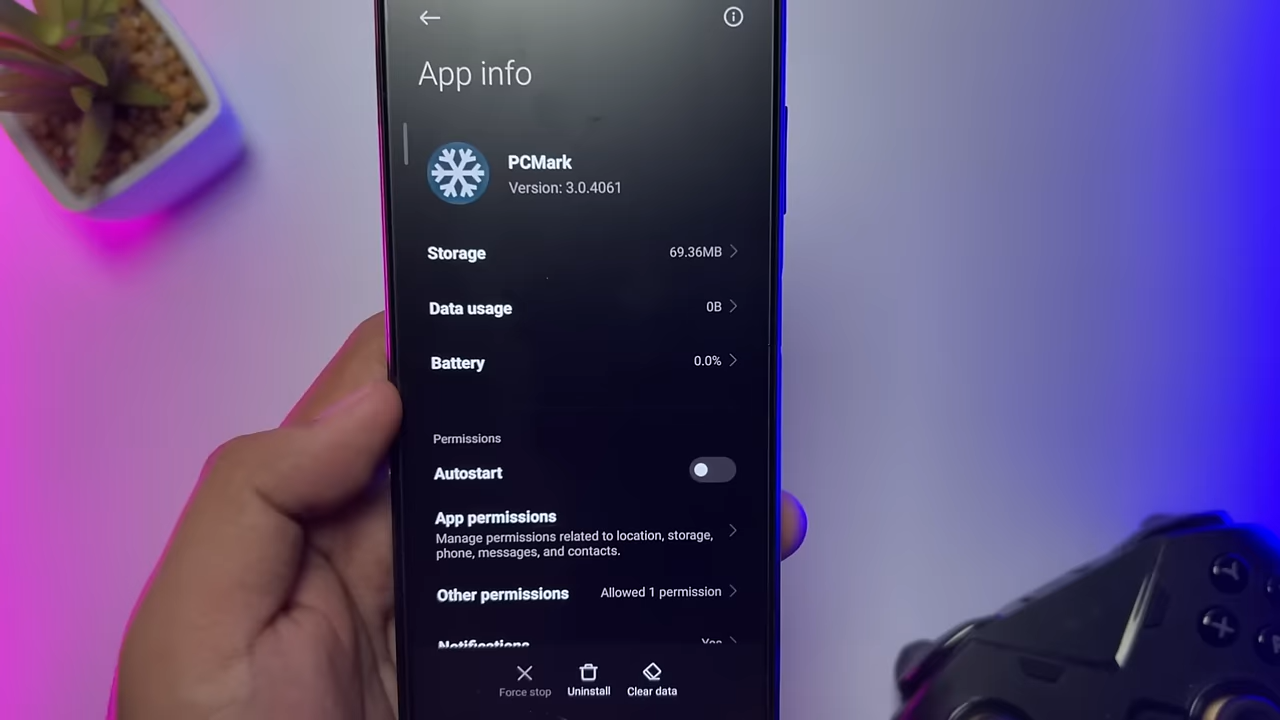 App info
PCMark
Version: 3.0.4061
Storage 69.36MB
Data usage 0B
Battery 0.0%
Permissions
Autostart
App permissions
Manage permissions related to location, storage,
phone, messages, and contacts.
Other permissions Allowed 1 permission
Notifications Yes
Force stop Uninstall Clear data